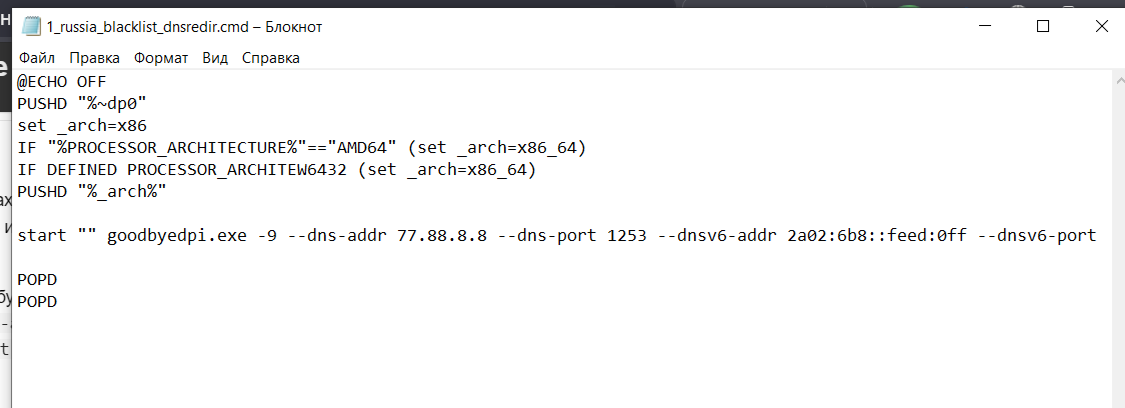 1_russia_blacklist_dnsredir.cmd – Блокнот
Файл Правка Формат Вид Справка
@ECHO OFF
PUSHD "%~dp0"
set _arch=x86
IF "%PROCESSOR_ARCHITECTURE%"=="AMD64" (set _arch=x86_64)
IF DEFINED PROCESSOR_ARCHITEW6432 (set _arch=x86_64)
PUSHD "%_arch%"
start "" goodbyedpi.exe -9 --dns-addr 77.88.8.8 --dns-port 1253 --dnsv6-addr 2a02:6b8::feed:0ff --dnsv6-port
POPD
POPD